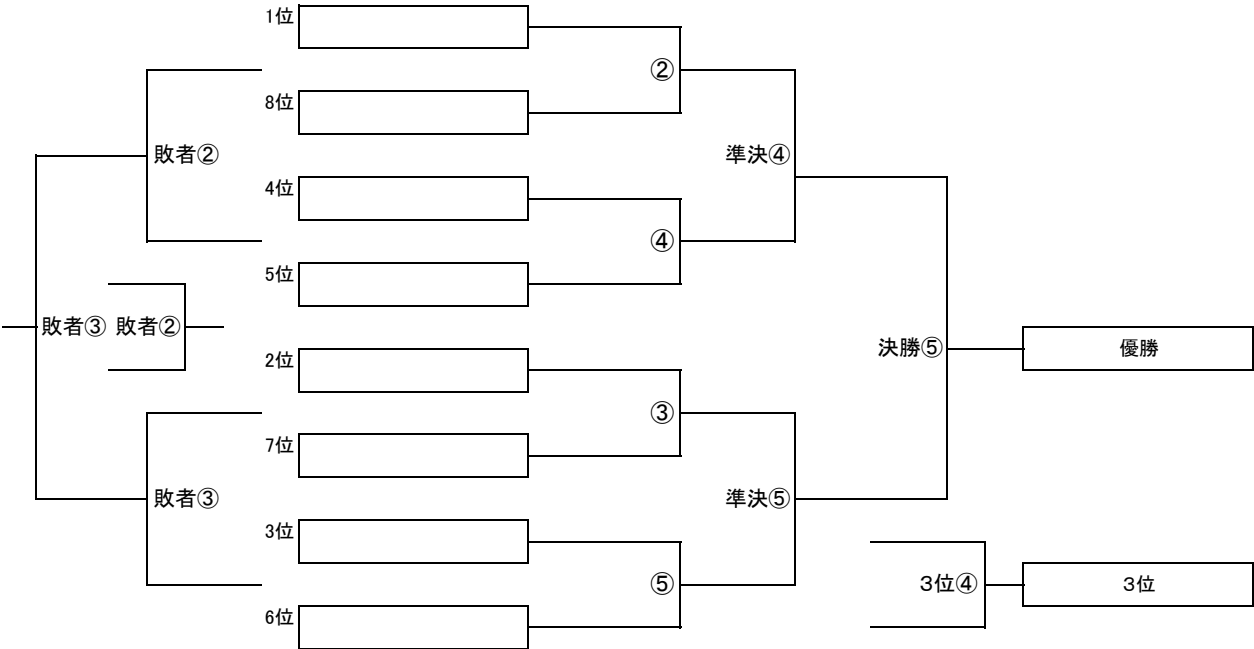 1位
②
8位
敗者②
準決④
4位
④
5位
敗者③
敗者②
決勝⑤
優勝
2位
③
7位
敗者③
準決⑤
3位
⑤
3位④
3位
6位